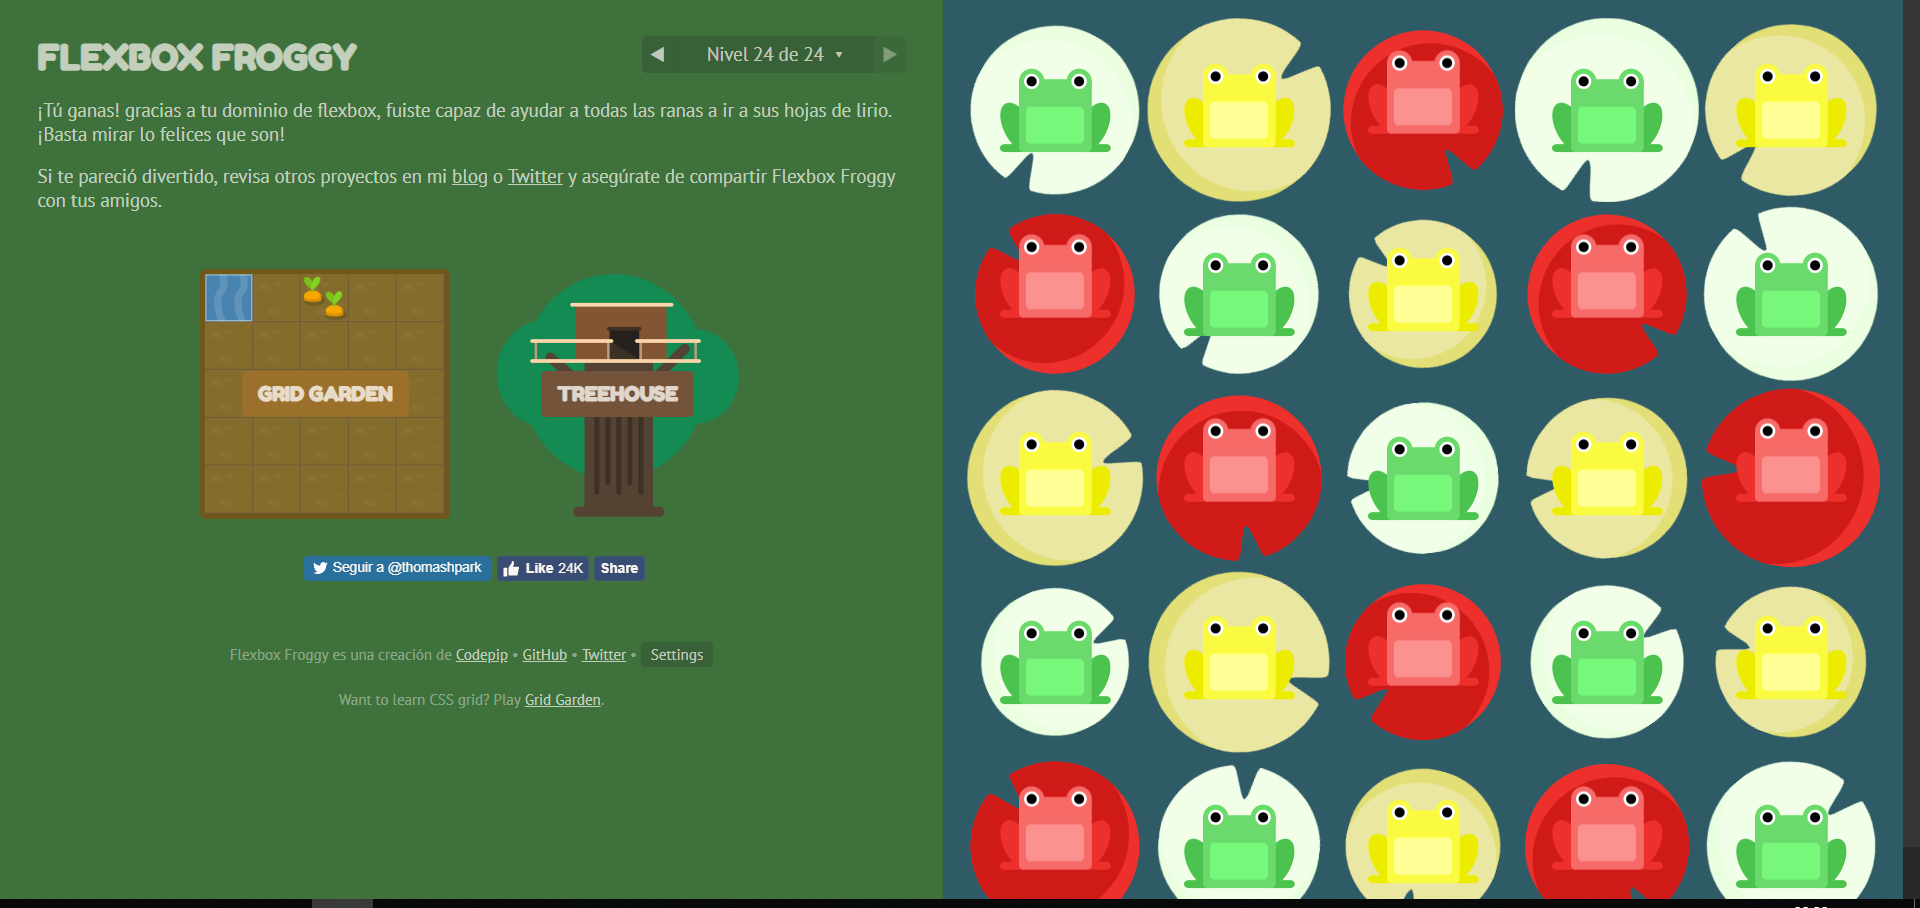 FLEXBOX FROGGY
Nivel 24 de 24
¡Tú ganas! gracias a tu dominio de flexbox, fuiste capaz de ayudar a todas las ranas a ir a sus hojas de lirio.
¡Basta mirar lo felices que son!
Si te pareció divertido, revisa otros proyectos en mi blog o Twitter y asegúrate de compartir Flexbox Froggy
con tus amigos.
GRID GARDEN
TREEHOUSE
Seguir a @thomashpark
Like 24K
Share
Flexbox Froggy es una creación de Codepip • GitHub • Twitter • Settings
Want to learn CSS grid? Play Grid Garden.